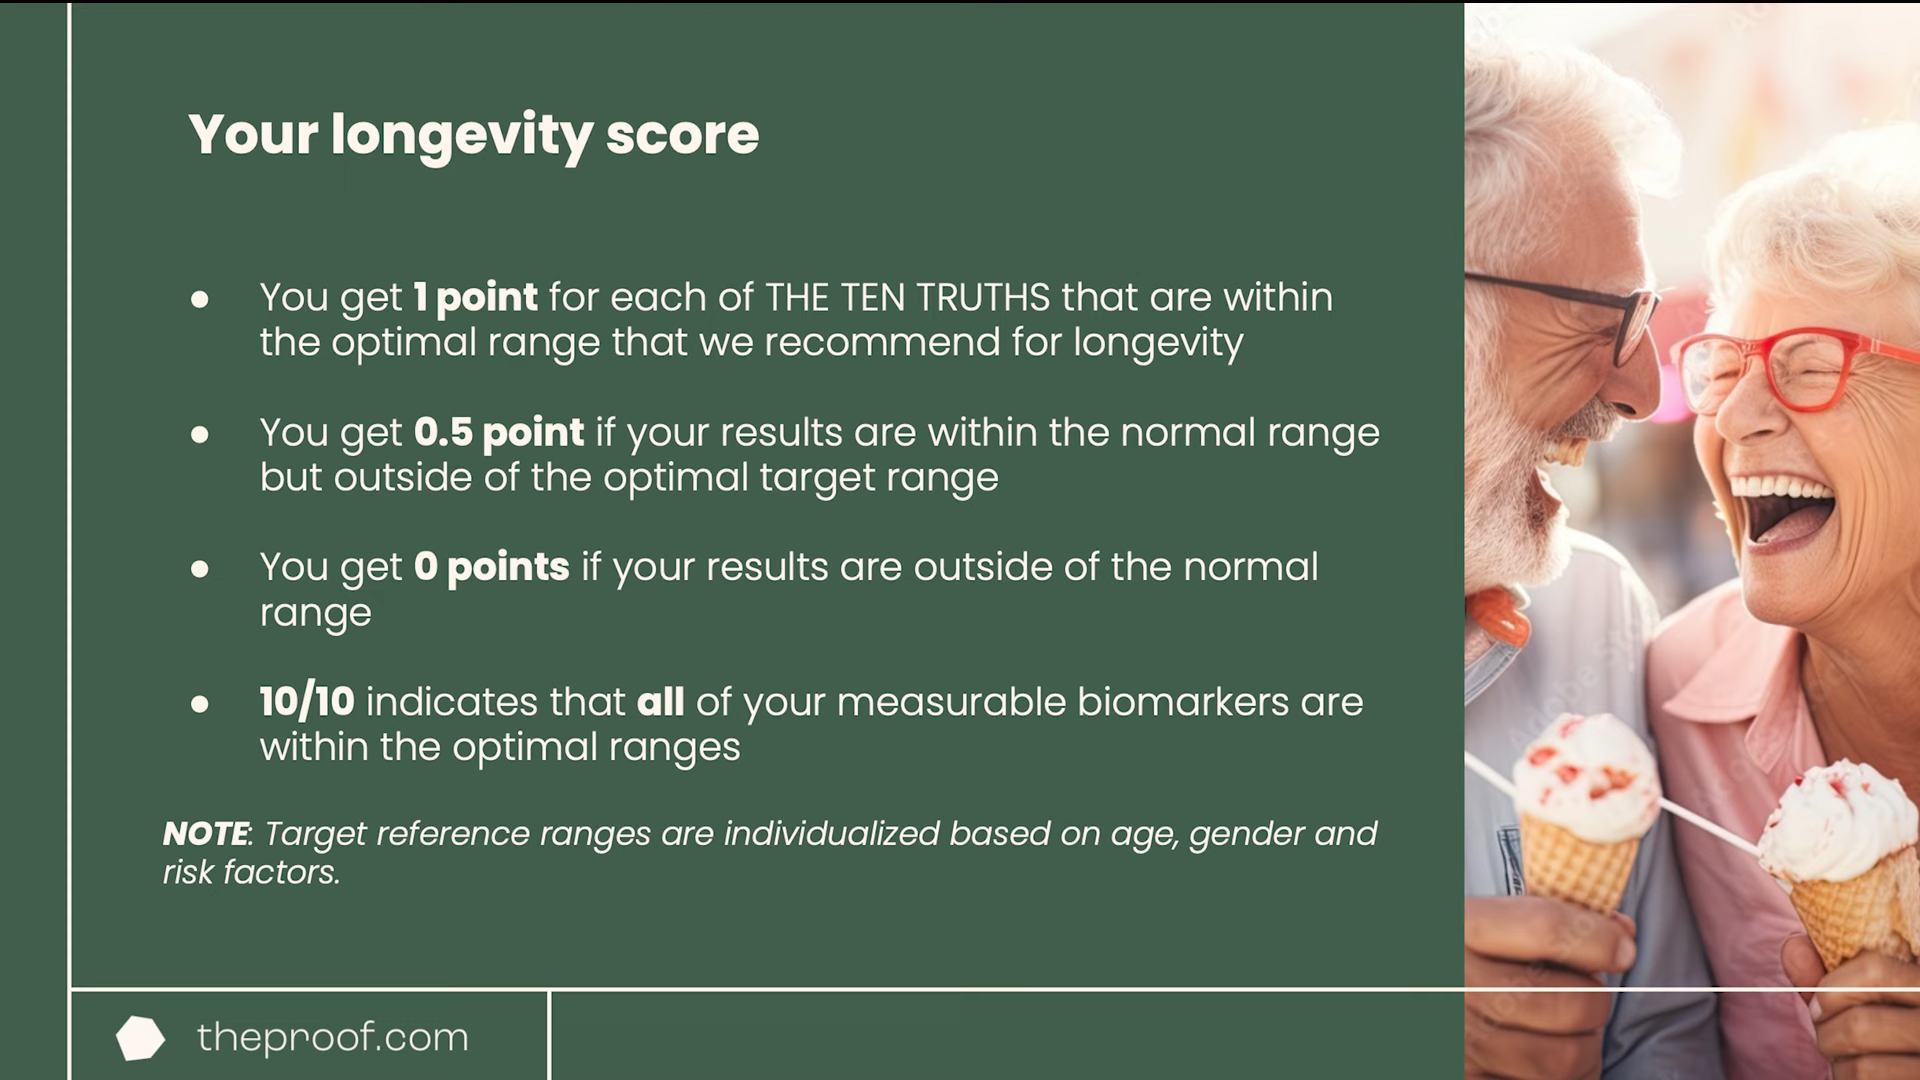 Your longevity score
● You get 1 point for each of THE TEN TRUTHS that are within
the optimal range that we recommend for longevity
● You get 0.5 point if your results are within the normal range
but outside of the optimal target range
● You get 0 points if your results are outside of the normal
range
● 10/10 indicates that all of your measurable biomarkers are
within the optimal ranges
NOTE: Target reference ranges are individualized based on age, gender and
risk factors.
theproof.com